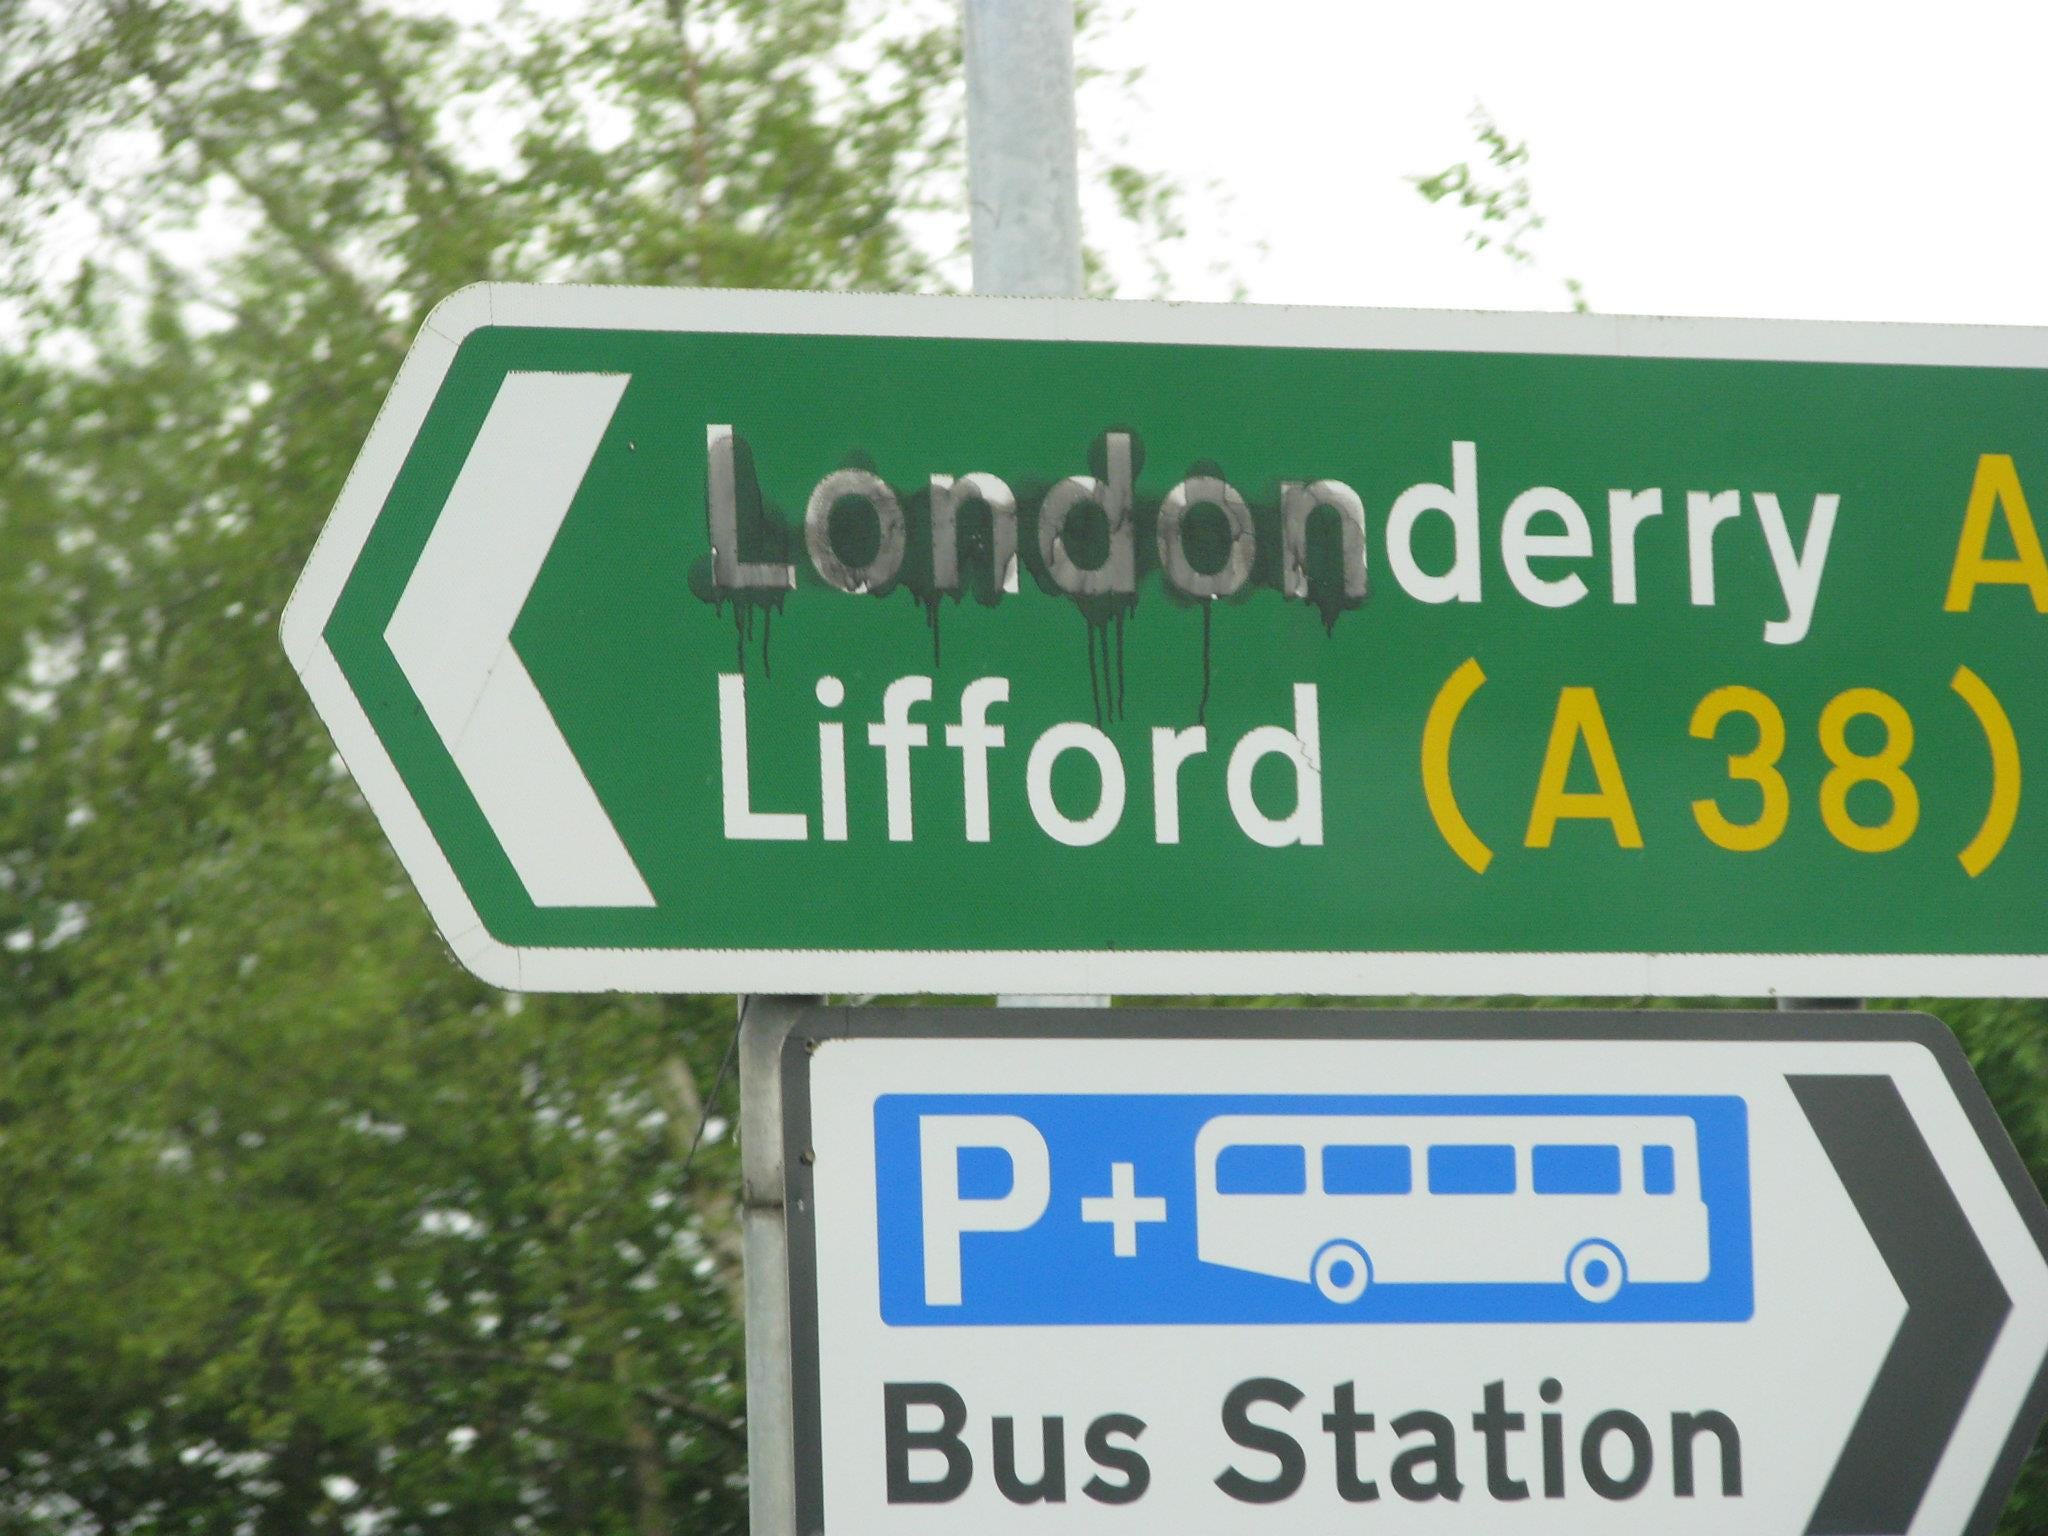 Londonderry A
Lifford (A38)
P+
Bus Station